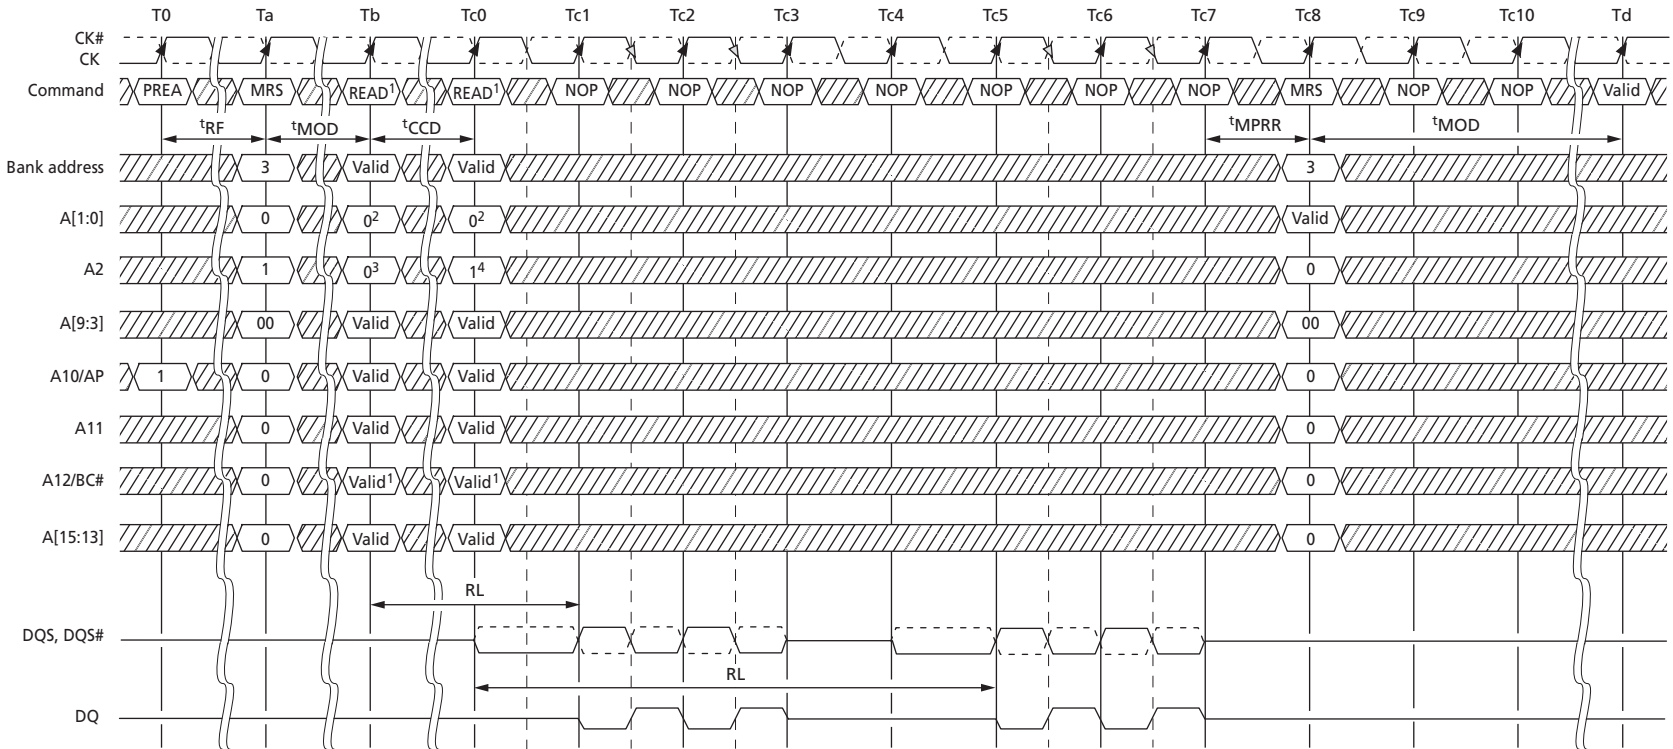 T0 Ta Tb Tc0 Tc1 Tc2 Tc3 Tc4 Tc5 Tc6 Tc7 Tc8 Tc9 Tc10 Td
CK#
CK
Command PREA MRS READ¹ READ¹ NOP NOP NOP NOP NOP NOP NOP MRS NOP NOP Valid
ᵗRF ᵗMOD ᵗCCD ᵗMPRR ᵗMOD
Bank address 3 Valid Valid 3
A[1:0] 0 0² 0² Valid
A2 1 0³ 1⁴ 0
A[9:3] 00 Valid Valid 00
A10/AP 1 0 Valid Valid 0
A11 0 Valid Valid 0
A12/BC# 0 Valid¹ Valid¹ 0
A[15:13] 0 Valid Valid 0
RL
DQS, DQS#
RL
DQ